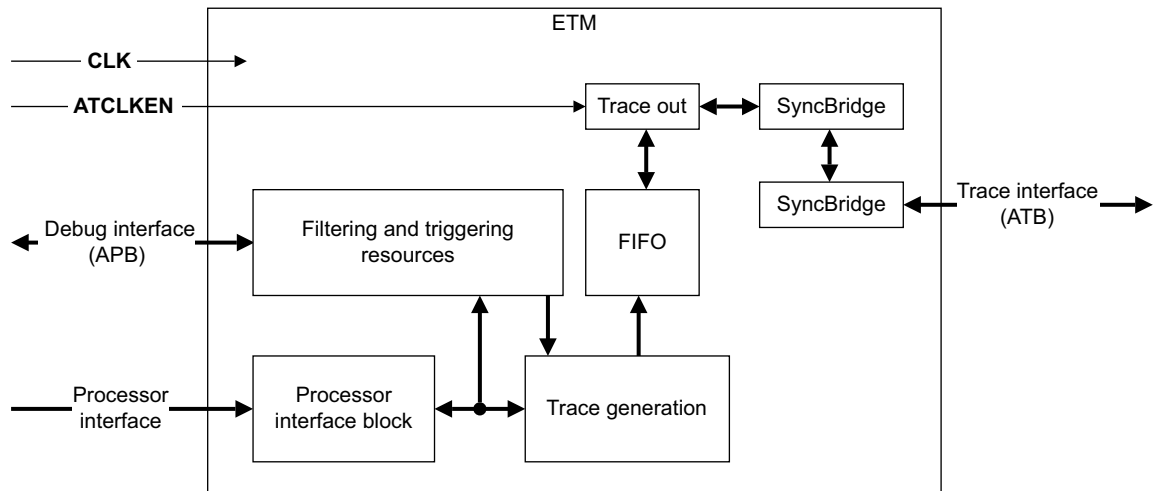 ETM
CLK
ATCLKEN
Trace out
SyncBridge
SyncBridge
Trace interface
(ATB)
Debug interface
(APB)
Filtering and triggering
resources
FIFO
Processor
interface
Processor
interface block
Trace generation